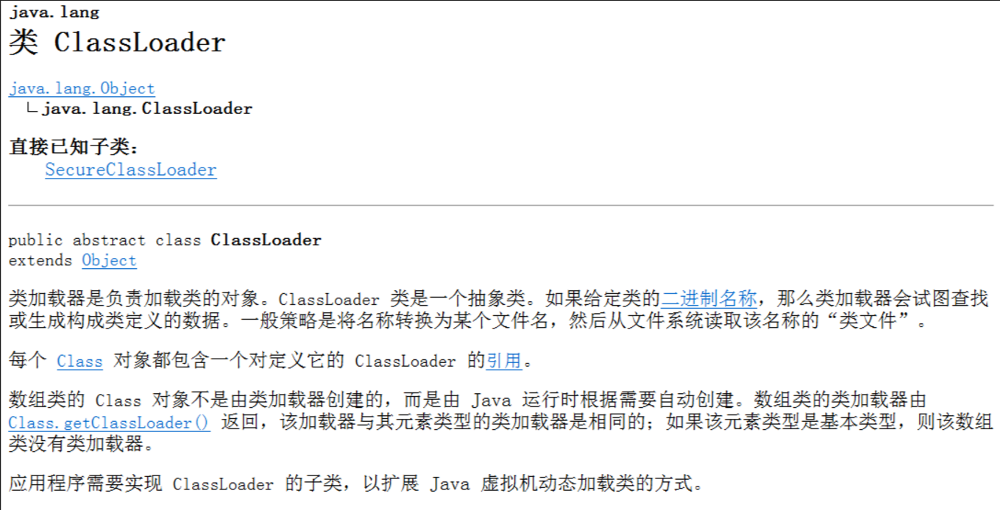 java.lang
类 ClassLoader
java.lang.Object
java.lang.ClassLoader
直接已知子类：
SecureClassLoader
public abstract class ClassLoader
extends Object
类加载器是负责加载类的对象。ClassLoader 类是一个抽象类。如果给定类的二进制名称，那么类加载器会试图查找
或生成构成类定义的数据。一般策略是将名称转换为某个文件名，然后从文件系统读取该名称的“类文件”。
每个 Class 对象都包含一个对定义它的 ClassLoader 的引用。
数组类的 Class 对象不是由类加载器创建的，而是由 Java 运行时根据需要自动创建。数组类的类加载器由
Class.getClassLoader() 返回，该加载器与其元素类型的类加载器是相同的；如果该元素类型是基本类型，则该数组
类没有类加载器。
应用程序需要实现 ClassLoader 的子类，以扩展 Java 虚拟机动态加载类的方式。